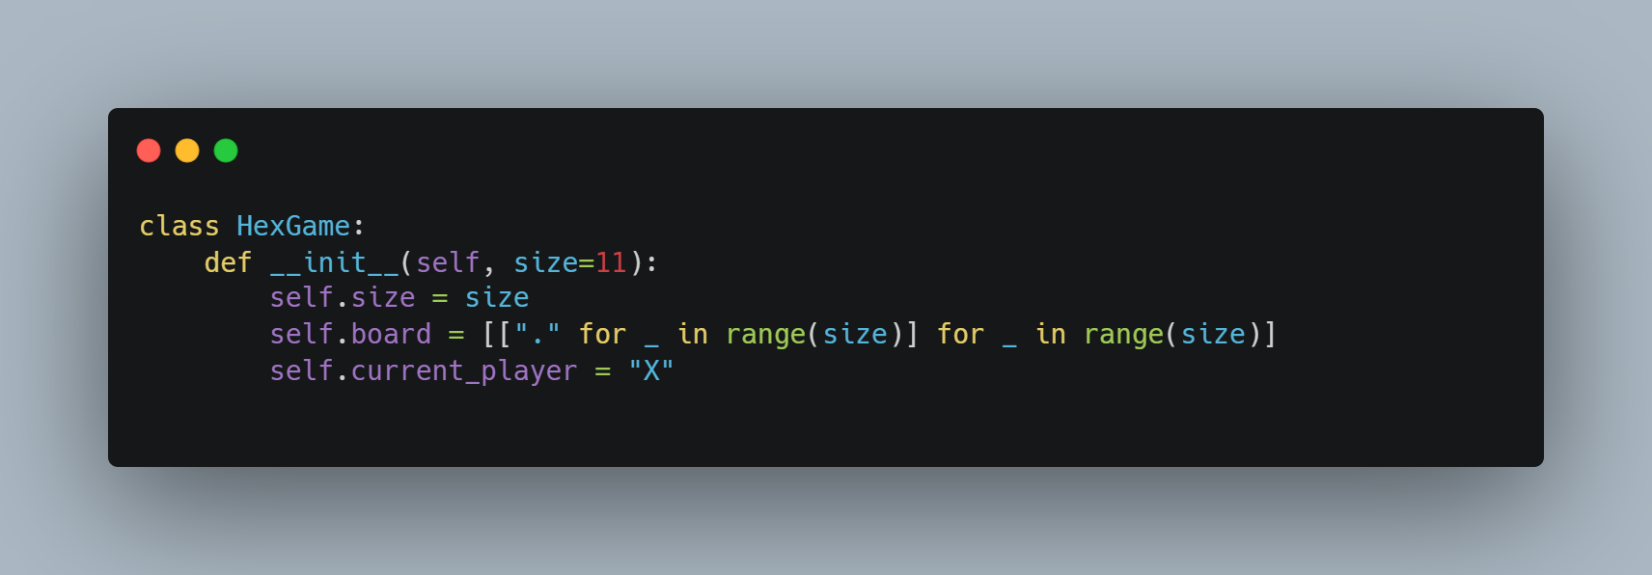 class HexGame:
    def __init__(self, size=11):
        self.size = size
        self.board = [["." for _ in range(size)] for _ in range(size)]
        self.current_player = "X"